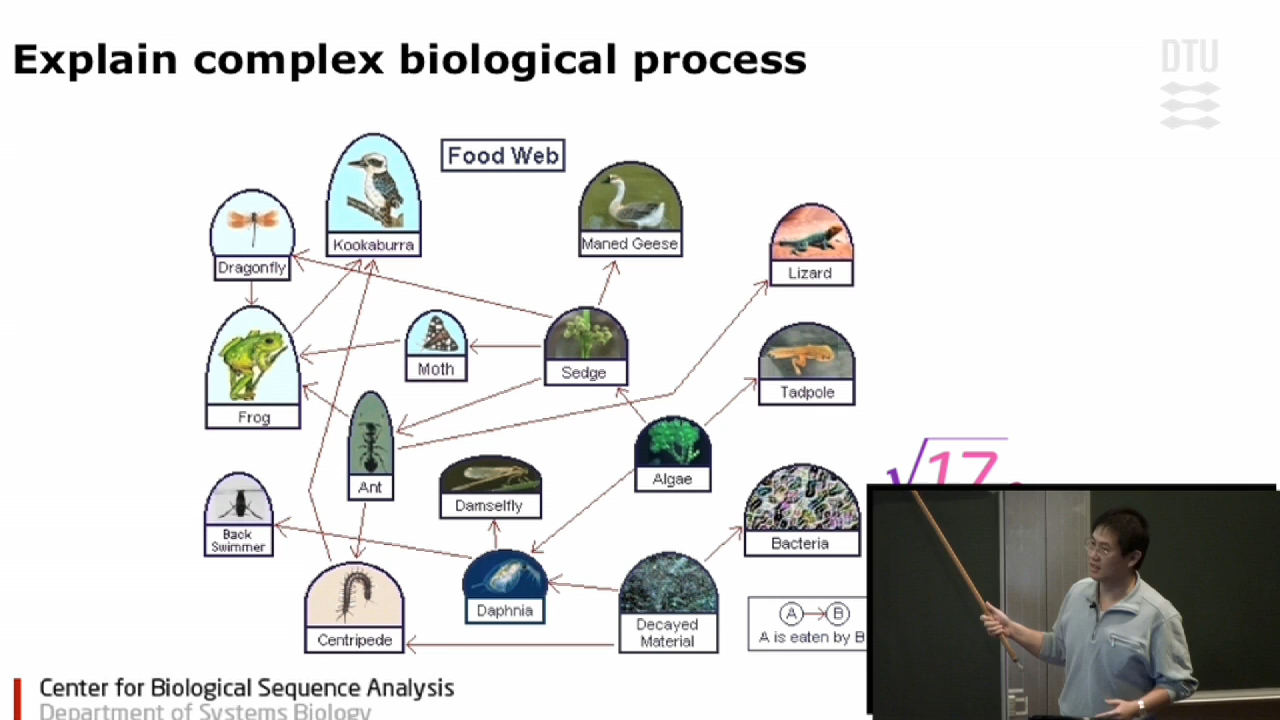 Explain complex biological process
DTU
Food Web
Kookaburra
Maned Geese
Dragonfly
Lizard
Moth
Sedge
Tadpole
Frog
Algae
Ant
Damselfly
Back
Swimmer
Bacteria
Daphnia
Decayed
Material
Centripede
A B
A is eaten by B
√17
Center for Biological Sequence Analysis
Department of Systems Biology